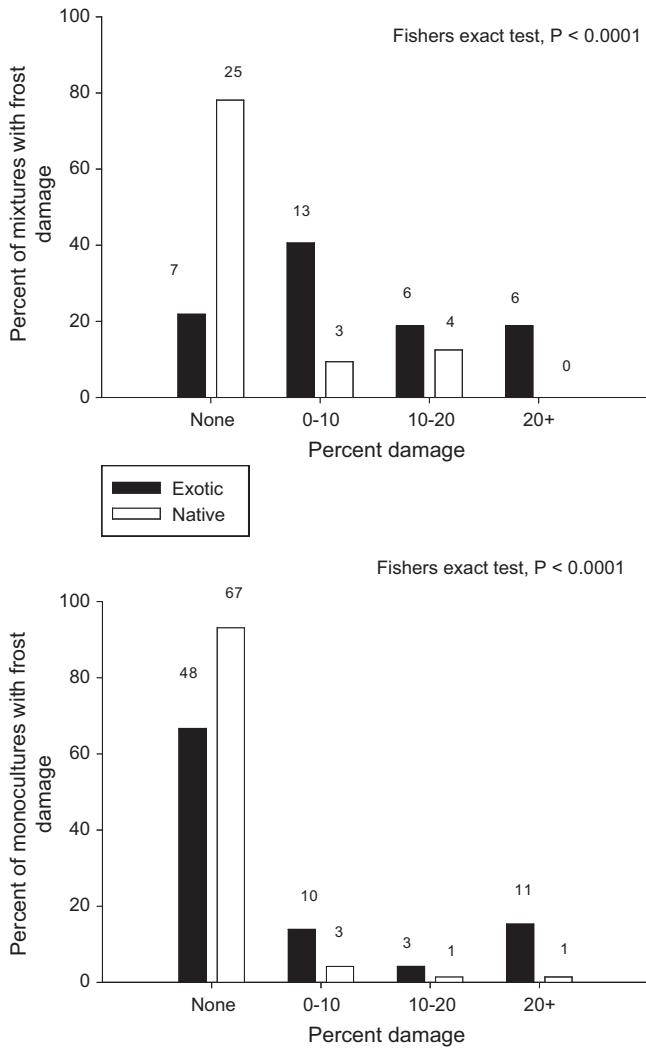 Fishers exact test, P < 0.0001
Percent of mixtures with frost
damage
100
80
60
40
20
0
7
25
13
3
6
4
6
0
None
0-10
10-20
20+
Percent damage
Exotic
Native
Fishers exact test, P < 0.0001
Percent of monocultures with frost
damage
100
80
60
40
20
0
48
67
10
3
3
1
11
1
None
0-10
10-20
20+
Percent damage